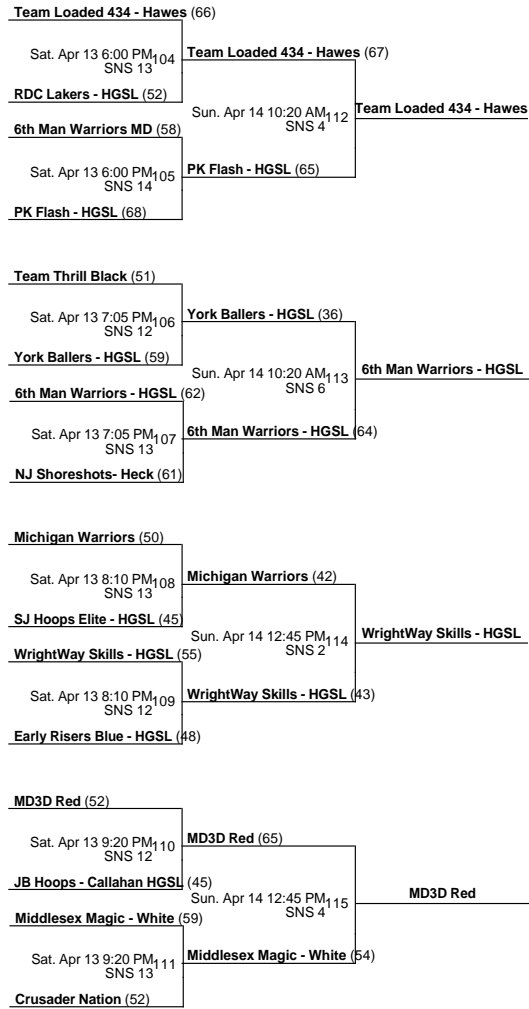 Team Loaded 434 - Hawes (66)
Sat. Apr 13 6:00 PM 104 Team Loaded 434 - Hawes (67)
SNS 13
RDC Lakers - HGSL (52)
Sun. Apr 14 10:20 AM 112 Team Loaded 434 - Hawes
SNS 4
6th Man Warriors MD (58)
Sat. Apr 13 6:00 PM 105 PK Flash - HGSL (65)
SNS 14
PK Flash - HGSL (68)
Team Thrill Black (51)
Sat. Apr 13 7:05 PM 106 York Ballers - HGSL (36)
SNS 12
York Ballers - HGSL (59)
Sun. Apr 14 10:20 AM 113 6th Man Warriors - HGSL
SNS 6
6th Man Warriors - HGSL (62)
Sat. Apr 13 7:05 PM 107 6th Man Warriors - HGSL (64)
SNS 13
NJ Shoreshots- Heck (61)
Michigan Warriors (50)
Sat. Apr 13 8:10 PM 108 Michigan Warriors (42)
SNS 13
SJ Hoops Elite - HGSL (45)
Sun. Apr 14 12:45 PM 114 WrightWay Skills - HGSL
SNS 2
WrightWay Skills - HGSL (55)
Sat. Apr 13 8:10 PM 109 WrightWay Skills - HGSL (43)
SNS 12
Early Risers Blue - HGSL (48)
MD3D Red (52)
Sat. Apr 13 9:20 PM 110 MD3D Red (65)
SNS 12
JB Hoops - Callahan HGSL (45)
Sun. Apr 14 12:45 PM 115 MD3D Red
SNS 4
Middlesex Magic - White (59)
Sat. Apr 13 9:20 PM 111 Middlesex Magic - White (54)
SNS 13
Crusader Nation (52)